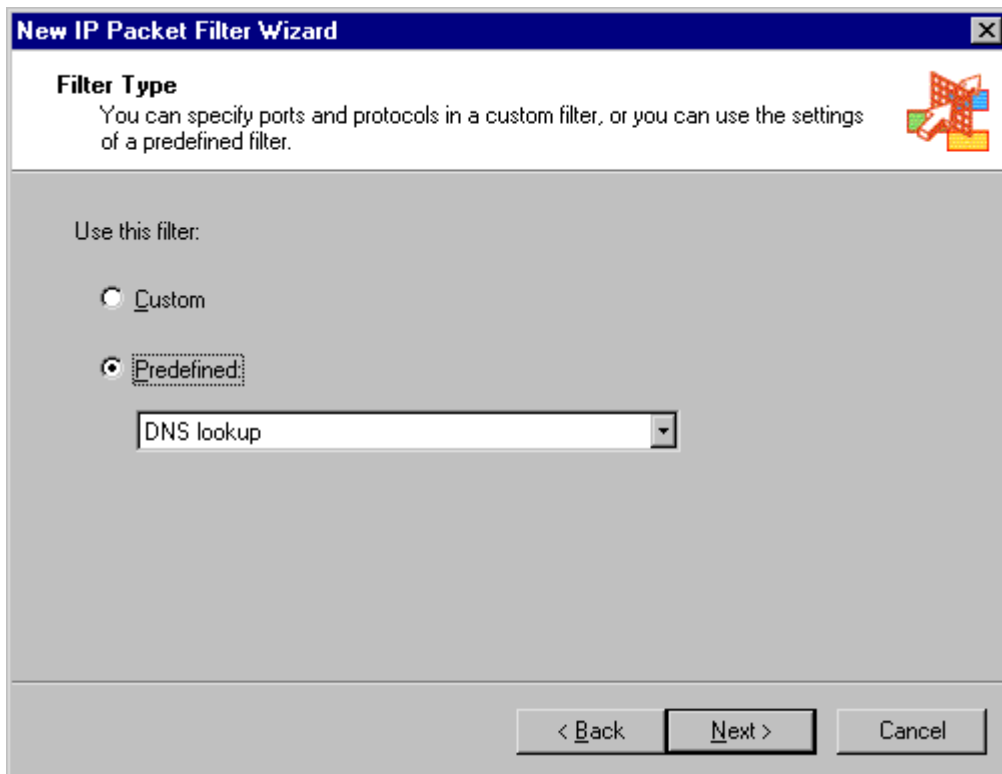 New IP Packet Filter Wizard
Filter Type
You can specify ports and protocols in a custom filter, or you can use the settings
of a predefined filter.
Use this filter:
Custom
Predefined:
DNS lookup
< Back
Next >
Cancel